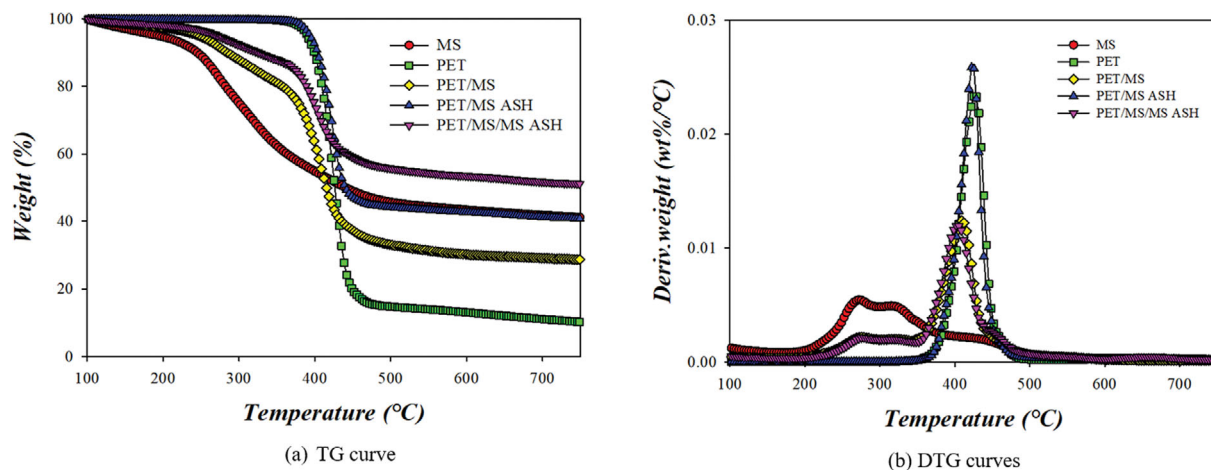 100
80
60
40
20
0
Weight (%)
MS
PET
PET/MS
PET/MS ASH
PET/MS/MS ASH
100 200 300 400 500 600 700
Temperature (°C)
(a) TG curve
0.03
0.02
0.01
0.00
Deriv.weight (wt%/°C)
MS
PET
PET/MS
PET/MS ASH
PET/MS/MS ASH
100 200 300 400 500 600 700
Temperature (°C)
(b) DTG curves